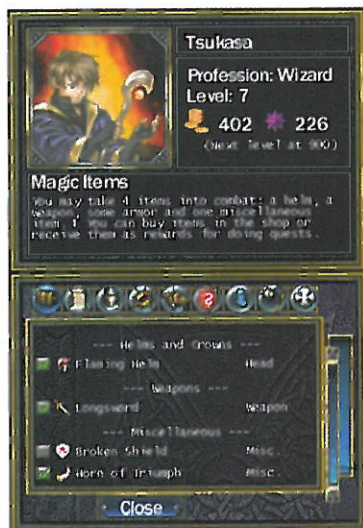 Tsukasa
Profession: Wizard
Level: 7
402 226
(Next level at 900)
Magic Items
You may take 4 items into combat: a helm, a
weapon, some armor and one miscellaneous
item. You can buy items in the shop or
receive them as rewards for doing quests.
--- Helms and Crowns ---
Flaming Helm Head
--- Weapons ---
Longsword Weapon
--- Miscellaneous ---
Broken Shield Misc.
Horn of Triumph Misc.
Close